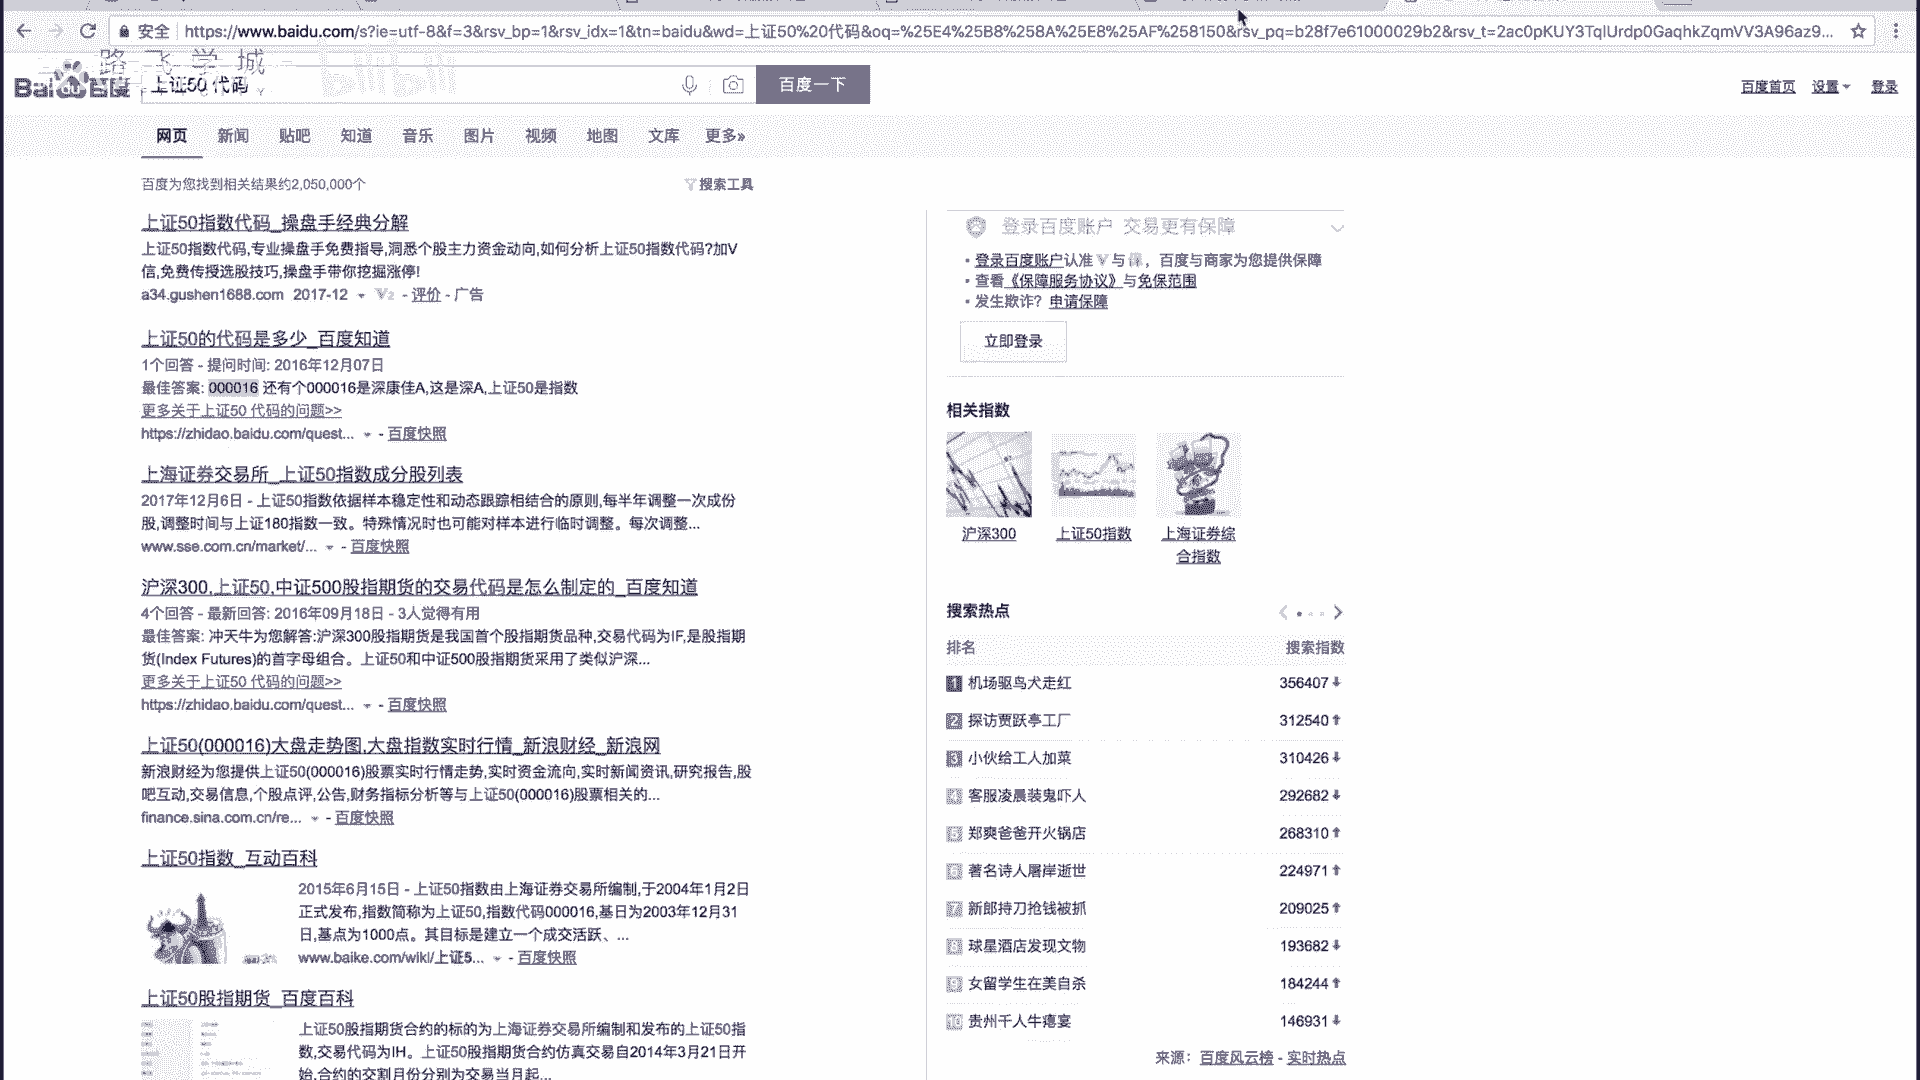 安全 https://www.baidu.com/s?ie=utf-8&f=3&rsv_bp=1&rsv_idx=1&tn=baidu&wd=上证50%20代码&oq=%25E4%25B8%258A%25E8%25AF%258150&rsv_pq=b28f7e61000029b2&rsv_t=2ac0pKUY3TqlUrdp0GaqhkZqmVV3A96az9...
路飞学城 bilibili
Bai du 百度 上证50 代码 百度一下 百度首页 设置 登录
网页 新闻 贴吧 知道 音乐 图片 视频 地图 文库 更多»
百度为您找到相关结果约2,050,000个 搜索工具
上证50指数代码_操盘手经典分解
上证50指数代码,专业操盘手免费指导,洞悉个股主力资金动向,如何分析上证50指数代码?加V
信,免费传授选股技巧,操盘手带你挖掘涨停!
a34.gushen1688.com 2017-12 V2 - 评价 - 广告
上证50的代码是多少_百度知道
1个回答 - 提问时间: 2016年12月07日
最佳答案: 000016 还有个000016是深康佳A,这是深A,上证50是指数
更多关于上证50 代码的问题>>
https://zhidao.baidu.com/quest... - 百度快照
上海证券交易所_上证50指数成分股列表
2017年12月6日 - 上证50指数依据样本稳定性和动态跟踪相结合的原则,每半年调整一次成份
股,调整时间与上证180指数一致。特殊情况时也可能对样本进行临时调整。每次调整...
www.sse.com.cn/market/... - 百度快照
沪深300,上证50,中证500股指期货的交易代码是怎么制定的_百度知道
4个回答 - 最新回答: 2016年09月18日 - 3人觉得有用
最佳答案: 冲天牛为您解答:沪深300股指期货是我国首个股指期货品种,交易代码为IF,是股指期
货(Index Futures)的首字母组合。上证50和中证500股指期货采用了类似沪深...
更多关于上证50 代码的问题>>
https://zhidao.baidu.com/quest... - 百度快照
上证50(000016)大盘走势图,大盘指数实时行情_新浪财经_新浪网
新浪财经为您提供上证50(000016)股票实时行情走势,实时资金流向,实时新闻资讯,研究报告,股
吧互动,交易信息,个股点评,公告,财务指标分析等与上证50(000016)股票相关的...
finance.sina.com.cn/re... - 百度快照
上证50指数_互动百科
2015年6月15日 - 上证50指数由上海证券交易所编制,于2004年1月2日
正式发布,指数简称为上证50,指数代码000016,基日为2003年12月31
日,基点为1000点。其目标是建立一个成交活跃、...
www.baike.com/wiki/上证5... - 百度快照
上证50股指期货_百度百科
上证50股指期货合约的标的为上海证券交易所编制和发布的上证50指
数,交易代码为IH。上证50股指期货合约仿真交易自2014年3月21日开
始,合约的交割月份分别为交易当月起...
登录百度账户 交易更有保障
• 登录百度账户认准V与保，百度与商家为您提供保障
• 查看《保障服务协议》与免保范围
• 发生欺诈？申请保障
立即登录
相关指数
沪深300 上证50指数 上海证券综
合指数
搜索热点
排名 搜索指数
1 机场驱鸟犬走红 356407
2 探访贾跃亭工厂 312540
3 小伙给工人加菜 310426
4 客服凌晨装鬼吓人 292682
5 郑爽爸爸开火锅店 268310
6 著名诗人屠岸逝世 224971
7 新郎持刀抢钱被抓 209025
8 球星酒店发现文物 193682
9 女留学生在美自杀 184244
10 贵州千人牛瘪宴 146931
来源：百度风云榜 - 实时热点